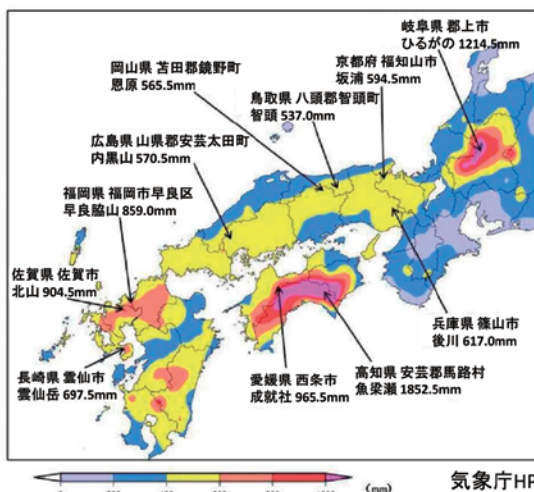 岐阜県 郡上市
ひるがの 1214.5mm
岡山県 苫田郡鏡野町
恩原 565.5mm
京都府 福知山市
坂浦 594.5mm
鳥取県 八頭郡智頭町
智頭 537.0mm
広島県 山県郡安芸太田町
内黒山 570.5mm
福岡県 福岡市早良区
早良脇山 859.0mm
佐賀県 佐賀市
北山 904.5mm
長崎県 雲仙市
雲仙岳 697.5mm
愛媛県 西条市
成就社 965.5mm
高知県 安芸郡馬路村
魚梁瀬 1852.5mm
兵庫県 篠山市
後川 617.0mm
(mm)
気象庁HP